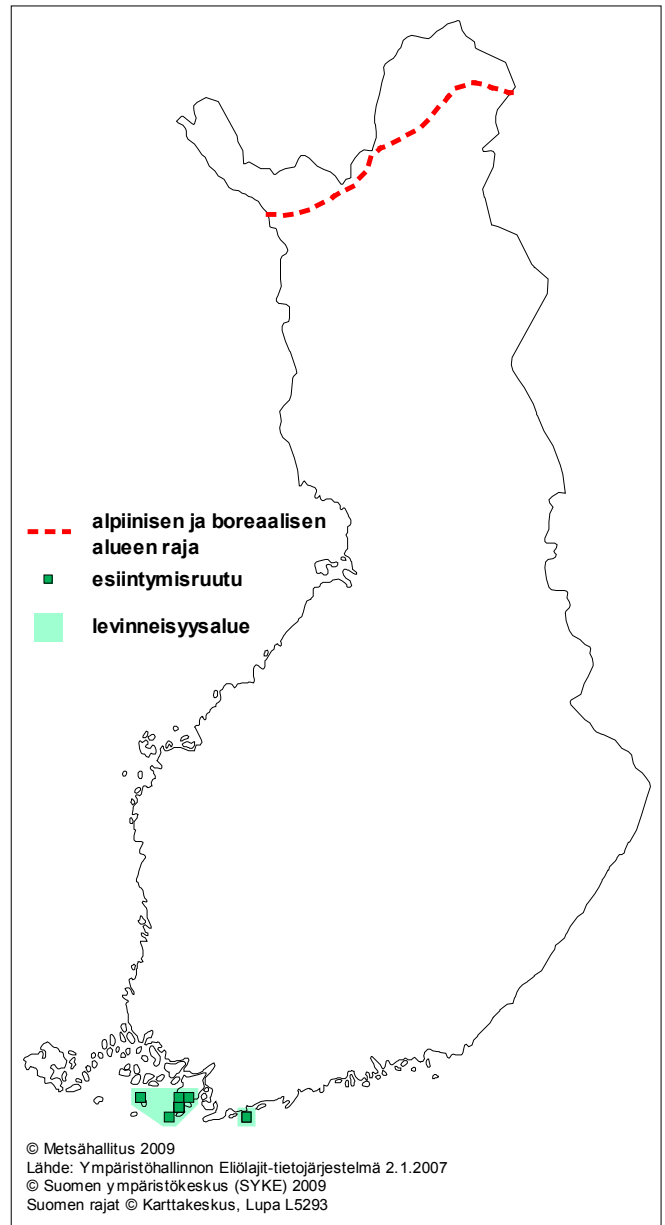 alpiinisen ja boreaalisen
alueen raja
esiintymisruutu
levinneisyysalue
© Metsähallitus 2009
Lähde: Ympäristöhallinnon Eliölajit-tietojärjestelmä 2.1.2007
© Suomen ympäristökeskus (SYKE) 2009
Suomen rajat © Karttakeskus, Lupa L5293